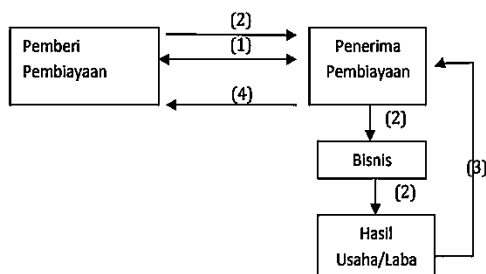 (2)
Pemberi
Pembiayaan
(1)
Penerima
Pembiayaan
(4)
(2)
Bisnis
(3)
(2)
Hasil
Usaha/Laba